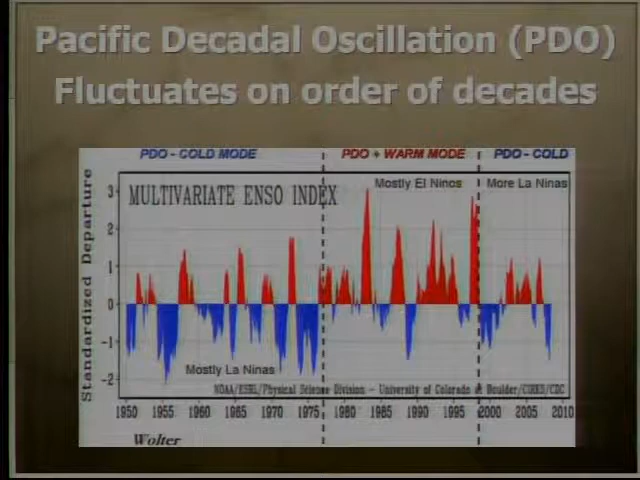 Pacific Decadal Oscillation (PDO)
Fluctuates on order of decades
PDO - COLD MODE PDO + WARM MODE PDO - COLD
Standardized Departure
MULTIVARIATE ENSO INDEX
Mostly El Ninos
More La Ninas
3
2
1
0
-1
-2
Mostly La Ninas
NOAA/ESRL/Physical Science Division - University of Colorado at Boulder/CIRES/CDC
1950 1955 1960 1965 1970 1975 1980 1985 1990 1995 2000 2005 2010
Wolter